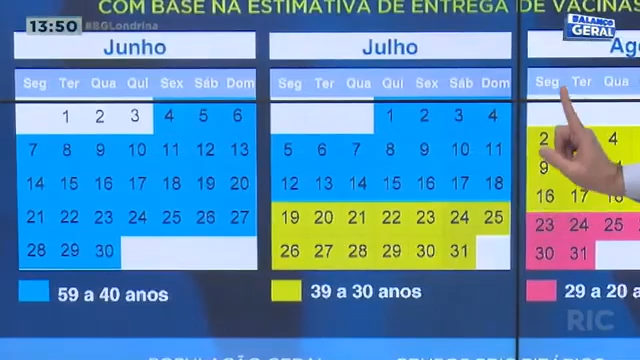 COM BASE NA ESTIMATIVA DE ENTREGA DE VACINAS
13:50 #BGLondrina
BALANÇO
GERAL
Junho
Seg Ter Qua Qui Sex Sáb Dom
1 2 3 4 5 6
7 8 9 10 11 12 13
14 15 16 17 18 19 20
21 22 23 24 25 26 27
28 29 30
59 a 40 anos
Julho
Seg Ter Qua Qui Sex Sáb Dom
1 2 3 4
5 6 7 8 9 10 11
12 13 14 15 16 17 18
19 20 21 22 23 24 25
26 27 28 29 30 31
39 a 30 anos
Ago
Seg Ter Qua
2 4
9
16 17 18
23 24 25
30 31
29 a 20 a
RIC